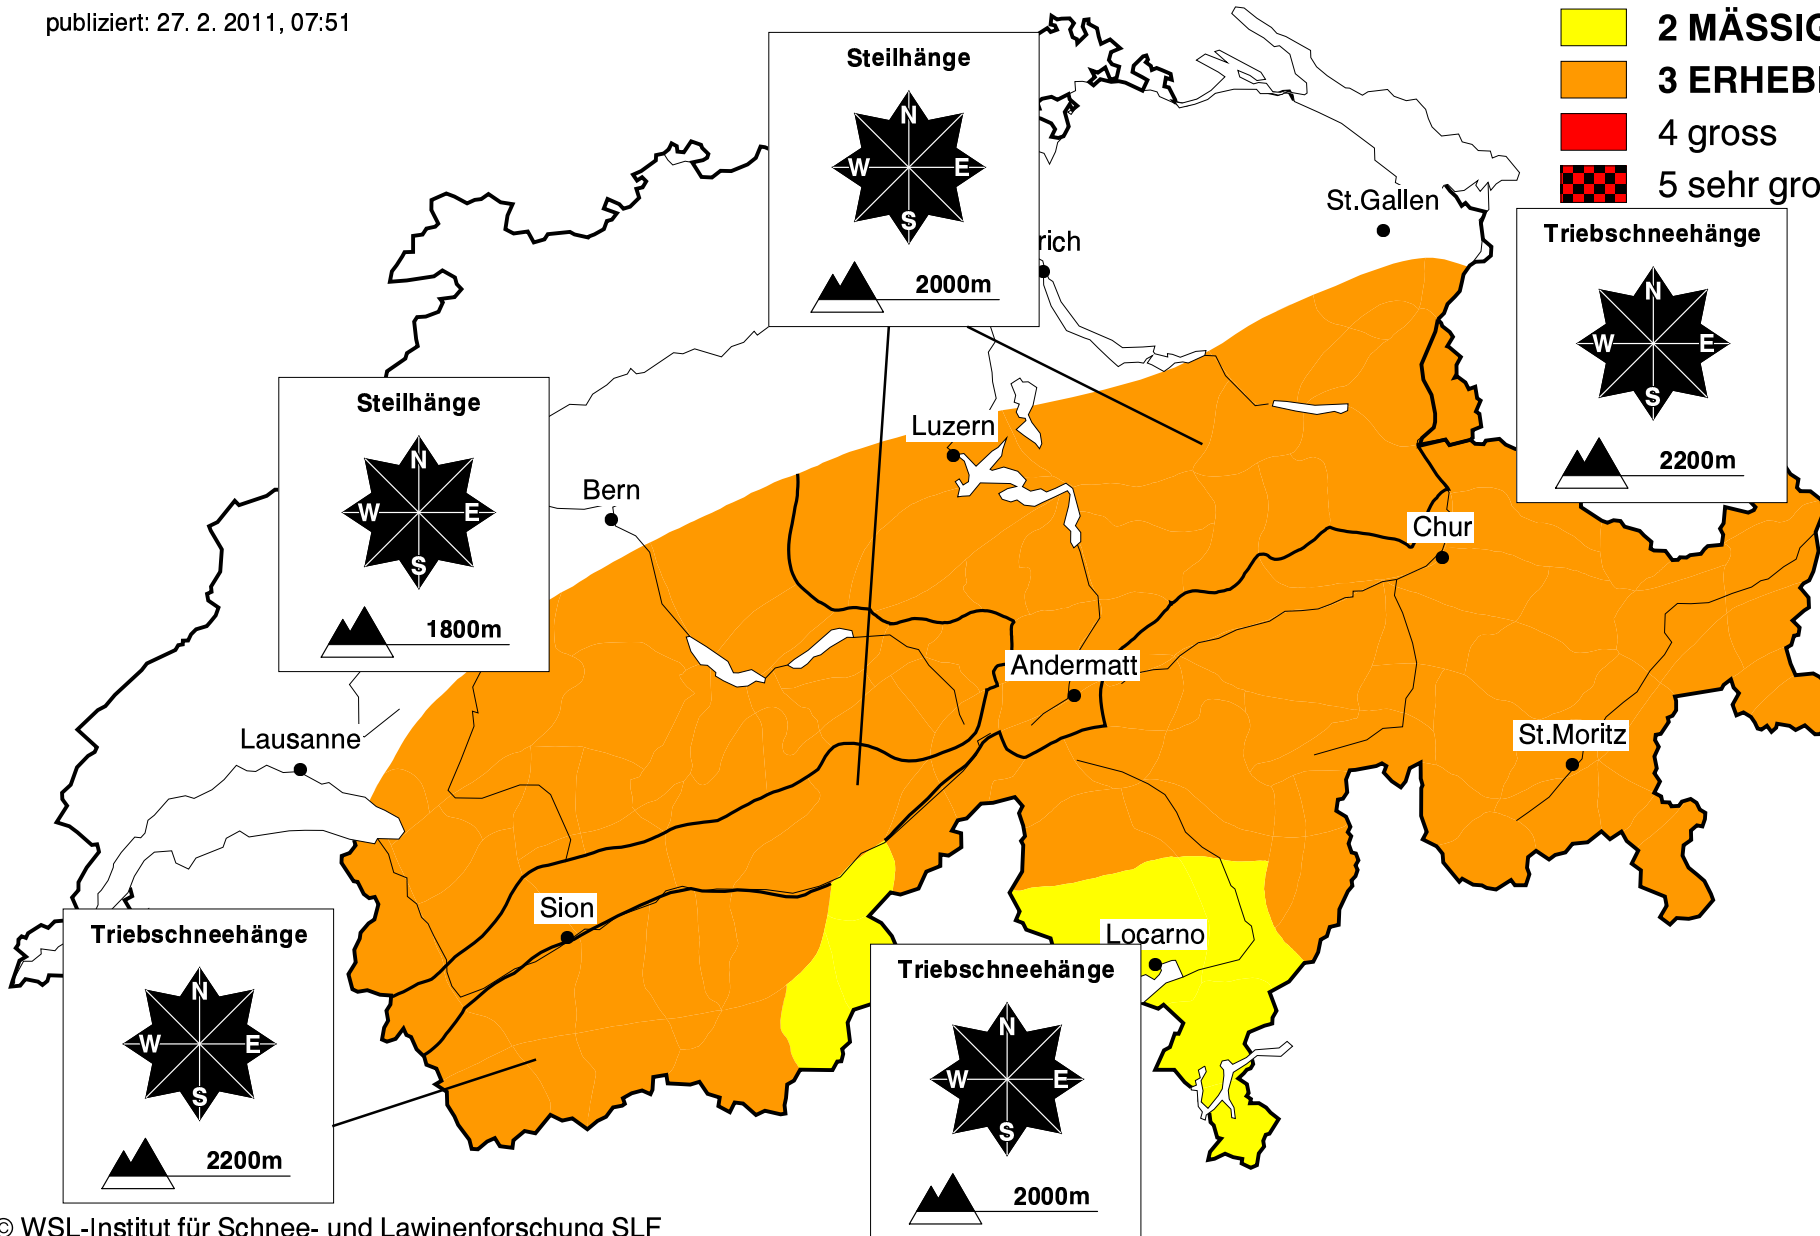 publiziert: 27. 2. 2011, 07:51
2 MÄSSIG
3 ERHEB
4 gross
5 sehr gro
Steilhänge
N
W E
S
2000m
rich
St.Gallen
Triebschneehänge
N
W E
S
2200m
Steilhänge
N
W E
S
1800m
Luzern
Bern
Chur
Andermatt
St.Moritz
Lausanne
Sion
Locarno
Triebschneehänge
N
W E
S
2200m
Triebschneehänge
N
W E
S
2000m
© WSL-Institut für Schnee- und Lawinenforschung SLF